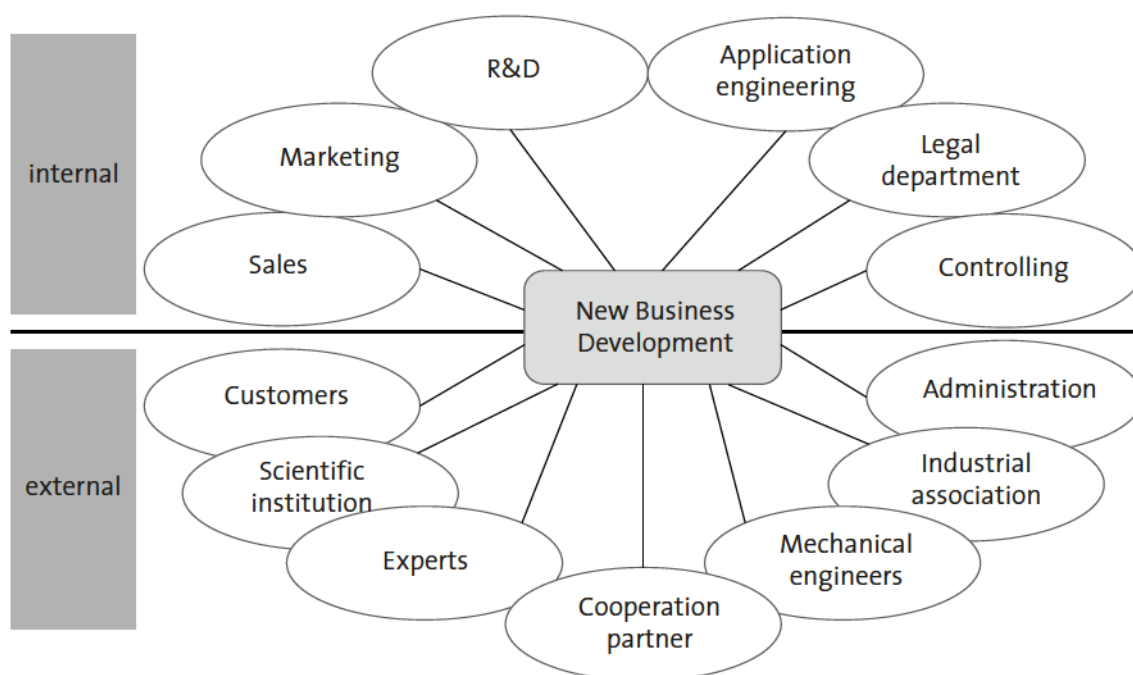 R&D
Application
engineering
internal
Marketing
Legal
department
Sales
Controlling
New Business
Development
external
Customers
Administration
Scientific
institution
Industrial
association
Experts
Mechanical
engineers
Cooperation
partner